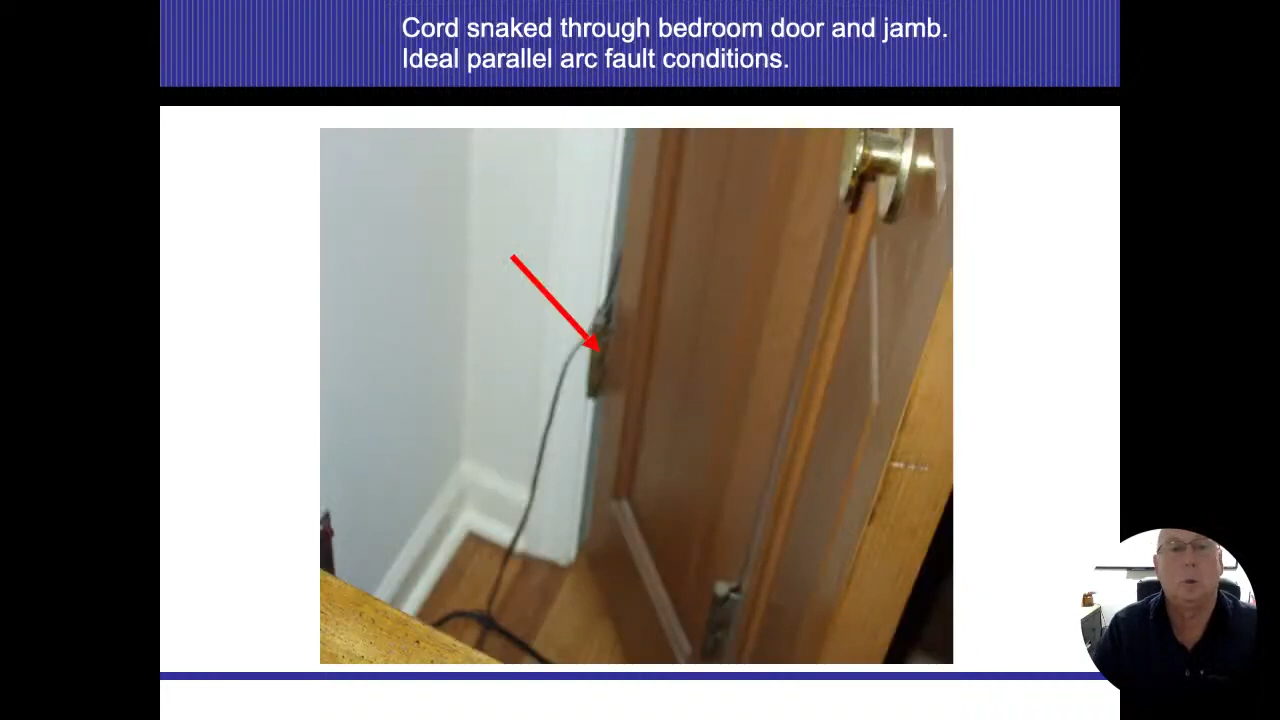 Cord snaked through bedroom door and jamb.
Ideal parallel arc fault conditions.